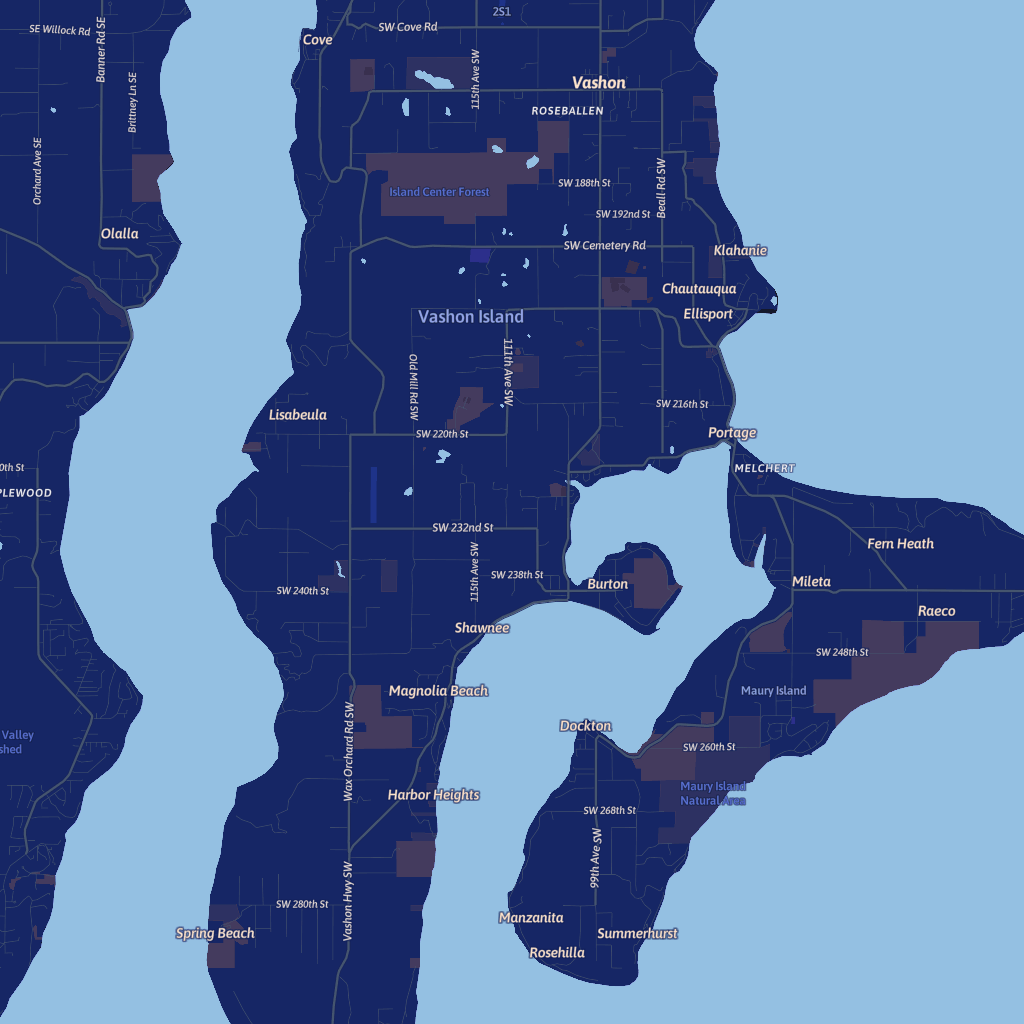 2S1
SE Willock Rd
Banner Rd SE
SW Cove Rd
Cove
115th Ave SW
Brittney Ln SE
Vashon
ROSEBALLEN
Orchard Ave SE
Island Center Forest
SW 188th St
Beall Rd SW
SW 192nd St
Olalla
SW Cemetery Rd
Klahanie
Chautauqua
Ellisport
Vashon Island
Old Mill Rd SW
111th Ave SW
SW 216th St
Lisabeula
SW 220th St
Portage
0th St
MELCHERT
PLEWOOD
SW 232nd St
Fern Heath
115th Ave SW
SW 238th St
SW 240th St
Burton
Mileta
Raeco
Shawnee
SW 248th St
Magnolia Beach
Maury Island
Dockton
Valley
shed
Wax Orchard Rd SW
SW 260th St
Maury Island
Natural Area
Harbor Heights
SW 268th St
99th Ave SW
Vashon Hwy SW
SW 280th St
Manzanita
Spring Beach
Summerhurst
Rosehilla